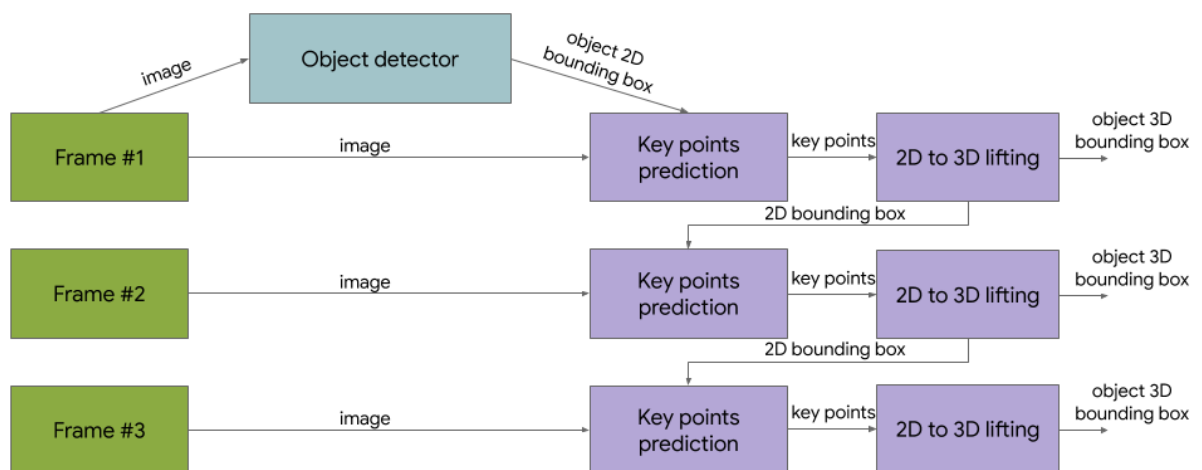 Object detector
image
object 2D
bounding box
Frame #1
image
Key points
prediction
key points
2D to 3D lifting
object 3D
bounding box
2D bounding box
Frame #2
image
Key points
prediction
key points
2D to 3D lifting
object 3D
bounding box
2D bounding box
Frame #3
image
Key points
prediction
key points
2D to 3D lifting
object 3D
bounding box